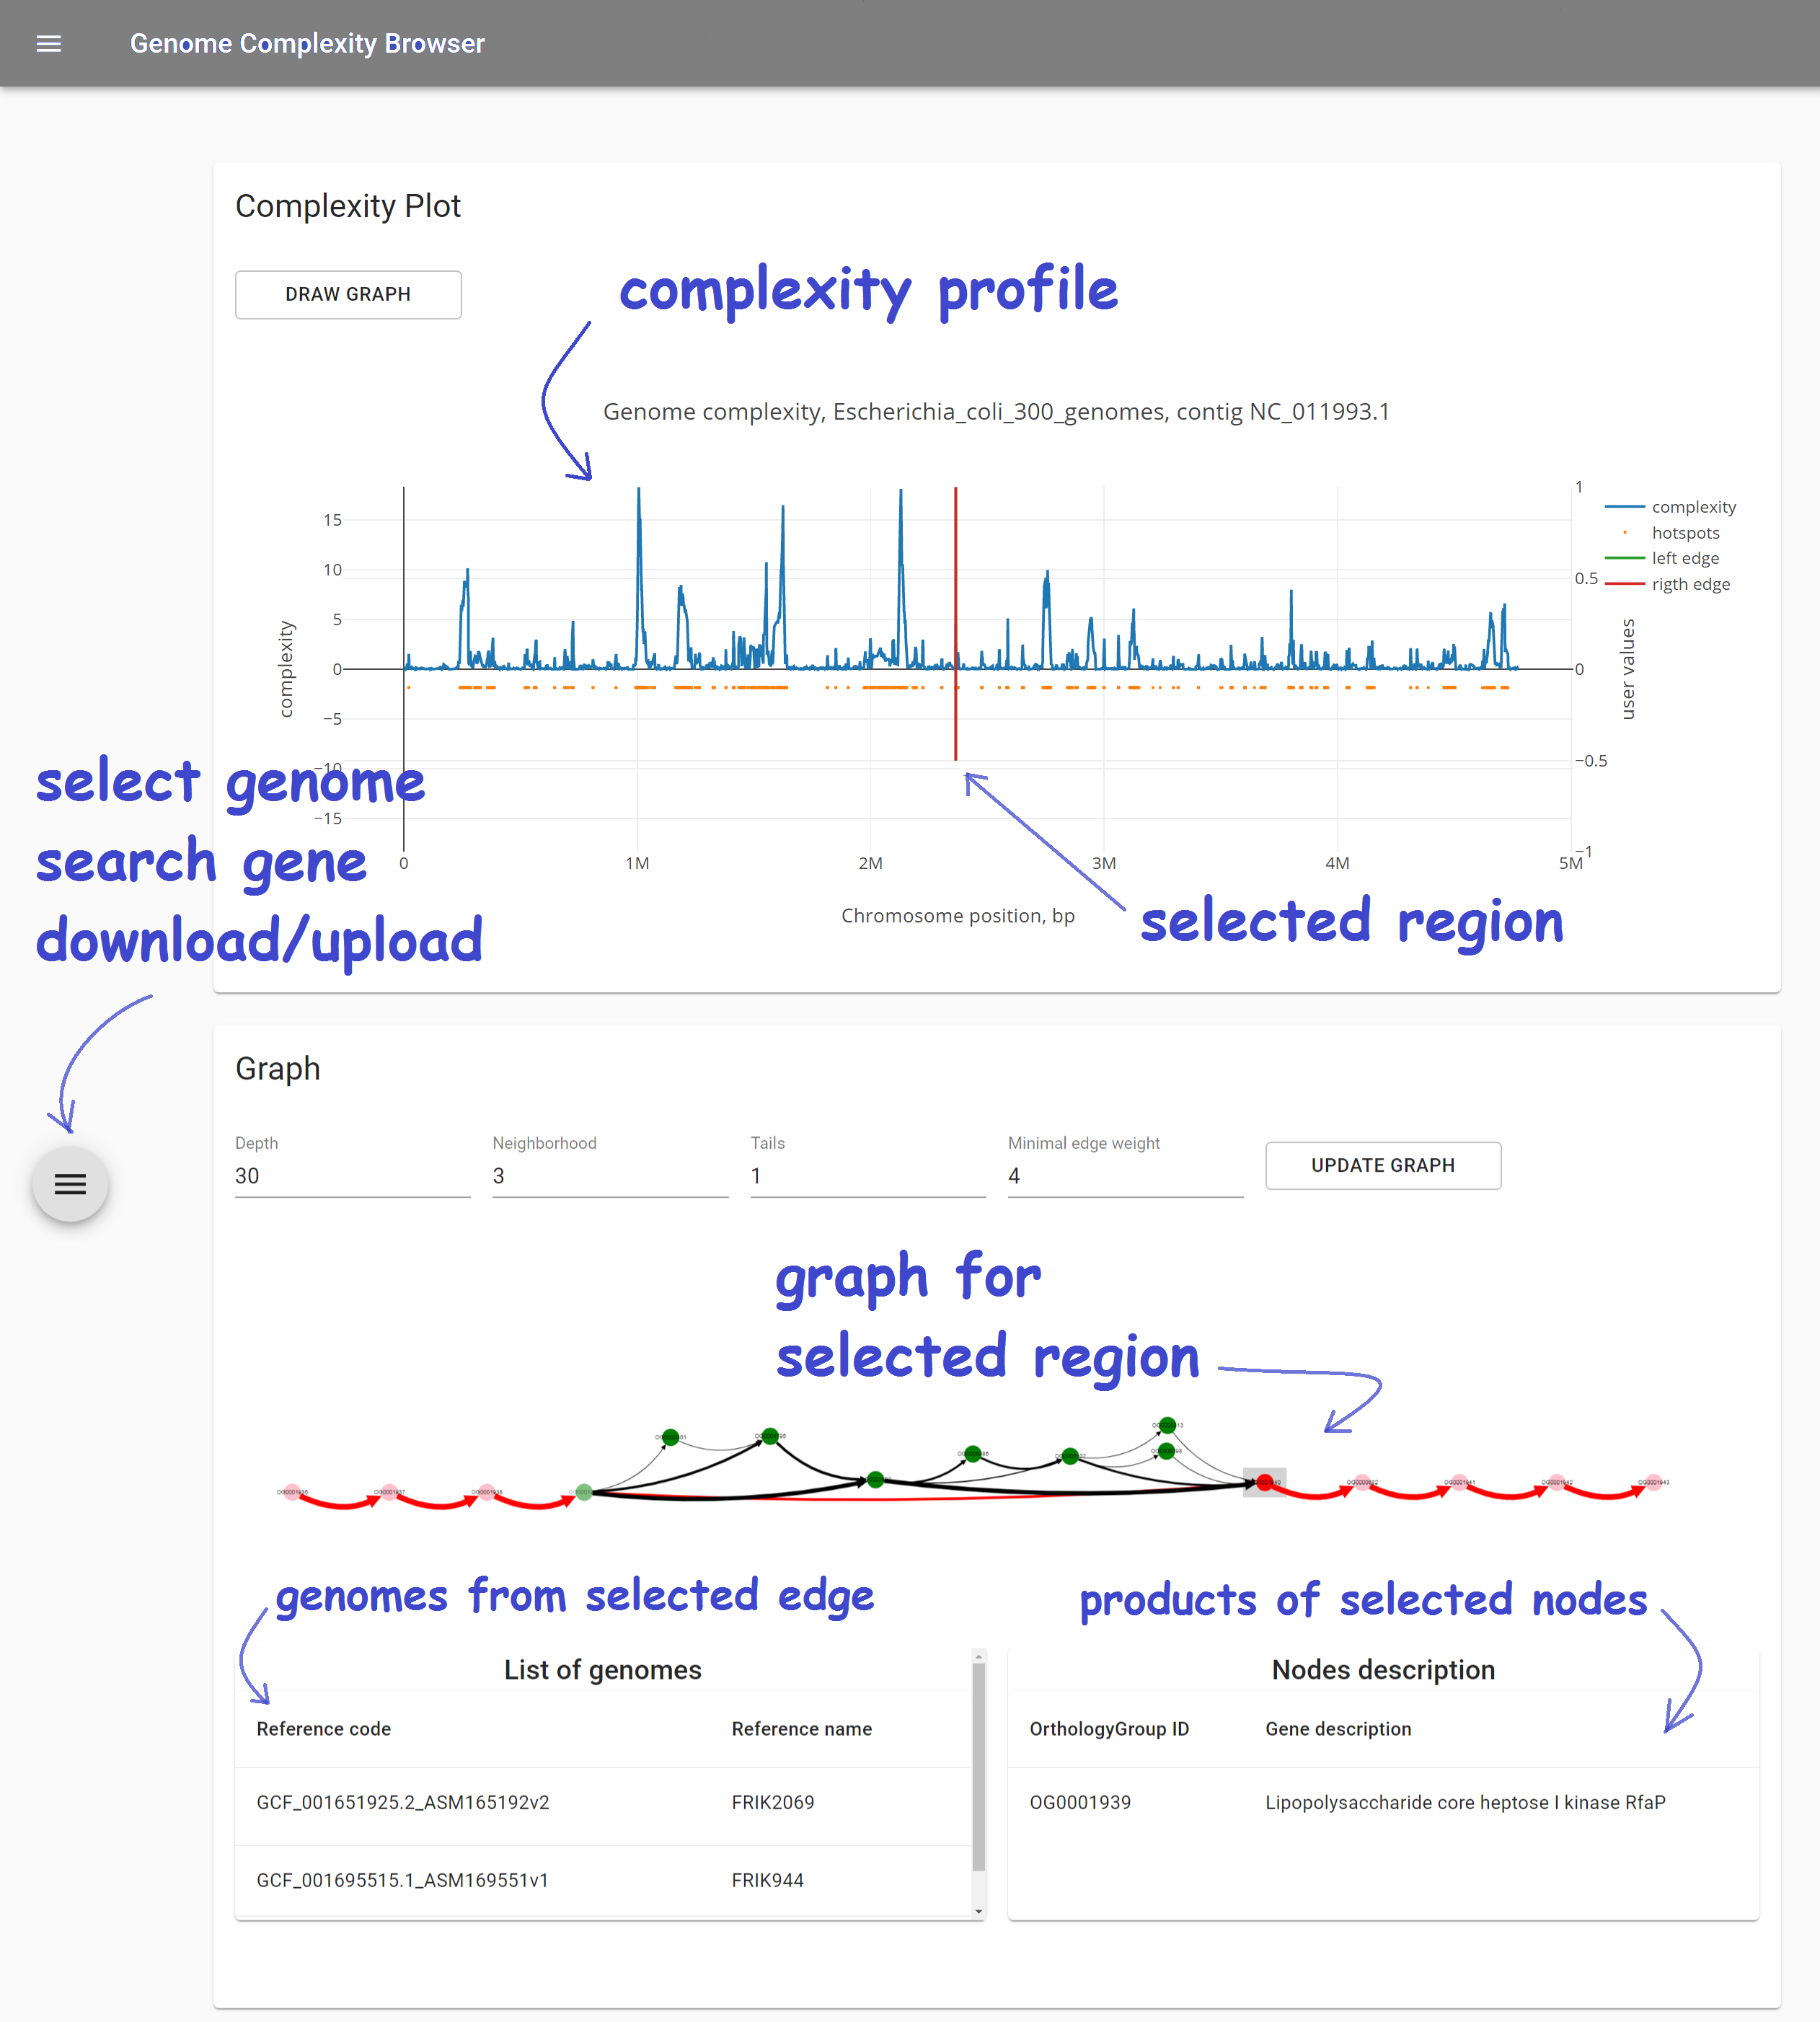 Genome Complexity Browser
Complexity Plot
DRAW GRAPH
complexity profile
Genome complexity, Escherichia_coli_300_genomes, contig NC_011993.1
15
10
5
0
−5
−10
−15
complexity
1
0.5
0
−0.5
−1
user values
complexity
hotspots
left edge
rigth edge
0
1M
2M
3M
4M
5M
Chromosome position, bp
selected region
select genome
search gene
download/upload
Graph
Depth
30
Neighborhood
3
Tails
1
Minimal edge weight
4
UPDATE GRAPH
graph for
selected region
OG0001937
OG0001941
OG0001942
OG0001943
genomes from selected edge
products of selected nodes
List of genomes
Reference code Reference name
GCF_001651925.2_ASM165192v2 FRIK2069
GCF_001695515.1_ASM169551v1 FRIK944
Nodes description
OrthologyGroup ID Gene description
OG0001939 Lipopolysaccharide core heptose I kinase RfaP